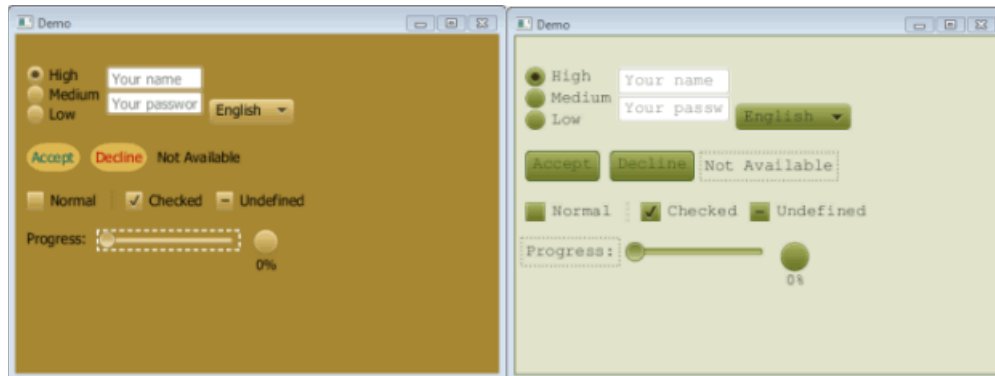 Demo
High
Your name
Medium
Your passwor
Low
English
Accept Decline Not Available
Normal Checked Undefined
Progress:
0%
Demo
High
Your name
Medium
Your passw
Low
English
Accept Decline Not Available
Normal Checked Undefined
Progress:
0%